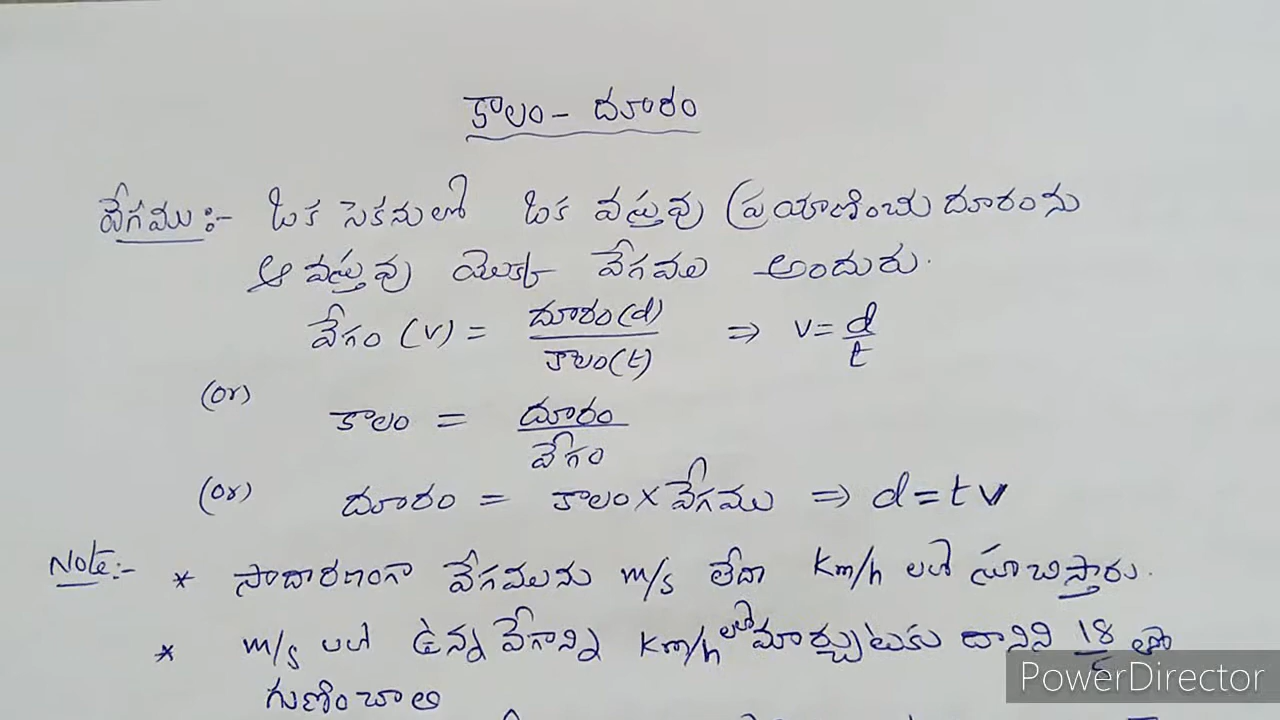 కాలం - దూరం
వేగము :- ఒక సెకనులో ఒక వస్తువు ప్రయాణించు దూరంను
ఆ వస్తువు యొక్క వేగము అందురు.
వేగం (v) = దూరం(d) / కాలం(t) ⇒ v = d/t
(or) కాలం = దూరం / వేగం
(or) దూరం = కాలం × వేగము ⇒ d = tv
Note:- * సాదారణంగా వేగమునును m/s లేదా Km/h లలో సూచిస్తారు.
* m/s లలో ఉన్న వేగాన్ని Km/h లలో మార్చుటకు దానిని 18/5 తో
గుణించాలి
PowerDirector